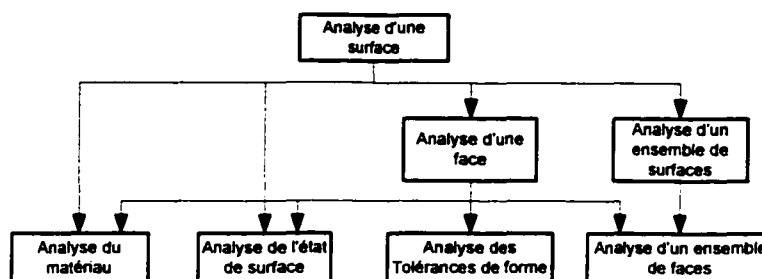 Analyse d'une
surface
Analyse d'une
face
Analyse d'un
ensemble de
surfaces
Analyse du
matériau
Analyse de l'état
de surface
Analyse des
Tolérances de forme
Analyse d'un ensemble
de faces